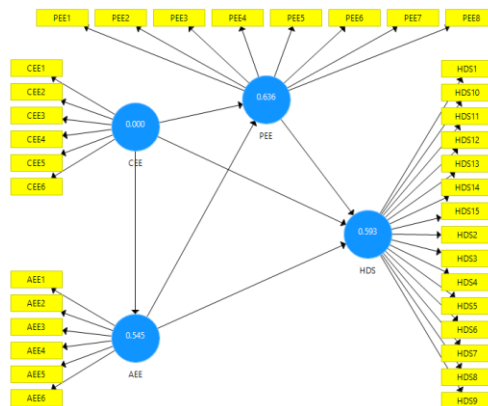 PEE1 PEE2 PEE3 PEE4 PEE5 PEE6 PEE7 PEE8
CEE1
CEE2
CEE3
CEE4
CEE5
CEE6
0.000
CEE
0.636
PEE
HDS1
HDS10
HDS11
HDS12
HDS13
HDS14
HDS15
HDS2
HDS3
HDS4
HDS5
HDS6
HDS7
HDS8
HDS9
0.593
HDS
AEE1
AEE2
AEE3
AEE4
AEE5
AEE6
0.545
AEE